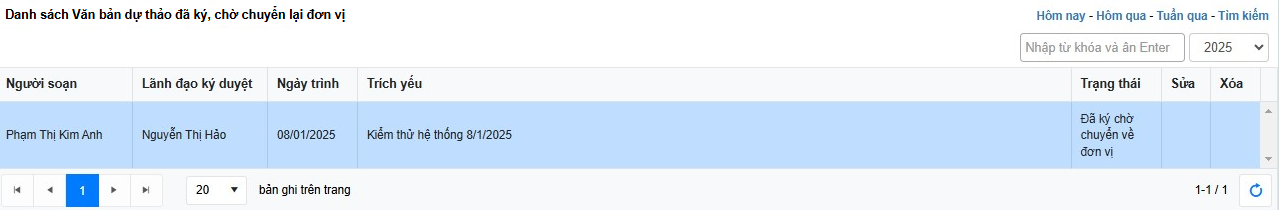 Danh sách Văn bản dự thảo đã ký, chờ chuyển lại đơn vị
Hôm nay - Hôm qua - Tuần qua - Tìm kiếm
Nhập từ khóa và ấn Enter
2025
Người soạn Lãnh đạo ký duyệt Ngày trình Trích yếu Trạng thái Sửa Xóa
Phạm Thị Kim Anh Nguyễn Thị Hảo 08/01/2025 Kiểm thử hệ thống 8/1/2025
Đã ký chờ
chuyển về
đơn vị
1 20 bản ghi trên trang 1-1 / 1